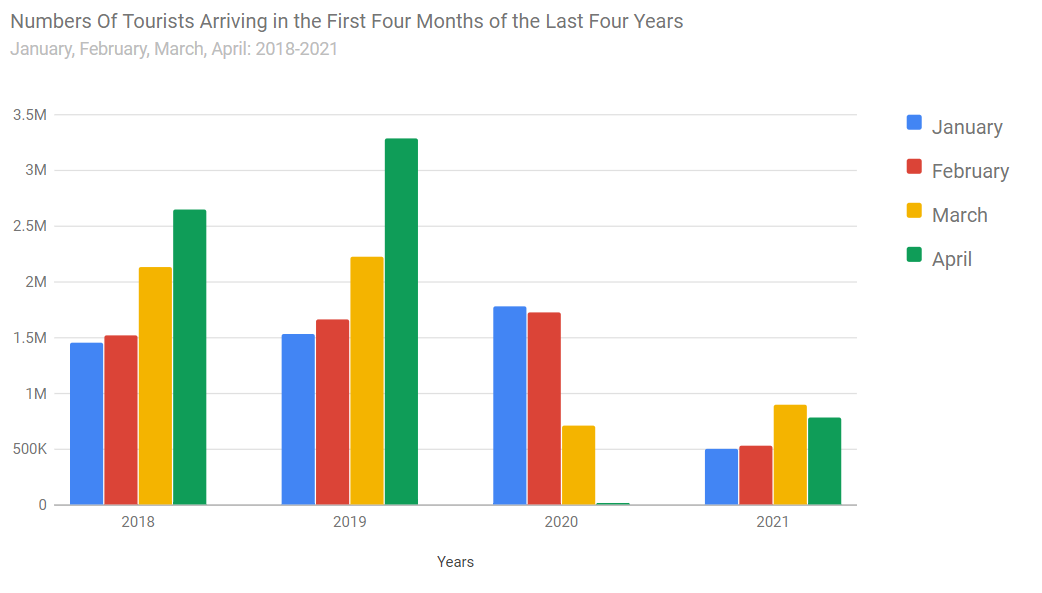 Numbers Of Tourists Arriving in the First Four Months of the Last Four Years
January, February, March, April: 2018-2021
3.5M
3M
2.5M
2M
1.5M
1M
500K
0
2018 2019 2020 2021
Years
January
February
March
April